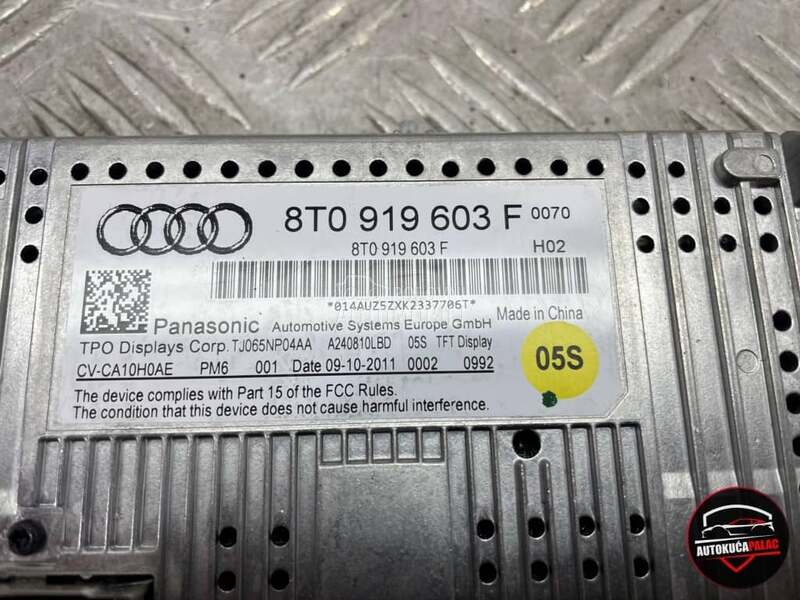 8T0 919 603 F 0070
8T0 919 603 F H02
*014AUZ5ZXK2337706T*
Made in China
Panasonic Automotive Systems Europe GmbH
TPO Displays Corp. TJ065NP04AA A240810LBD 05S TFT Display
CV-CA10H0AE PM6 001 Date 09-10-2011 0002 0992
05S
The device complies with Part 15 of the FCC Rules.
The condition that this device does not cause harmful interference.
AUTOKUĆAPALAC